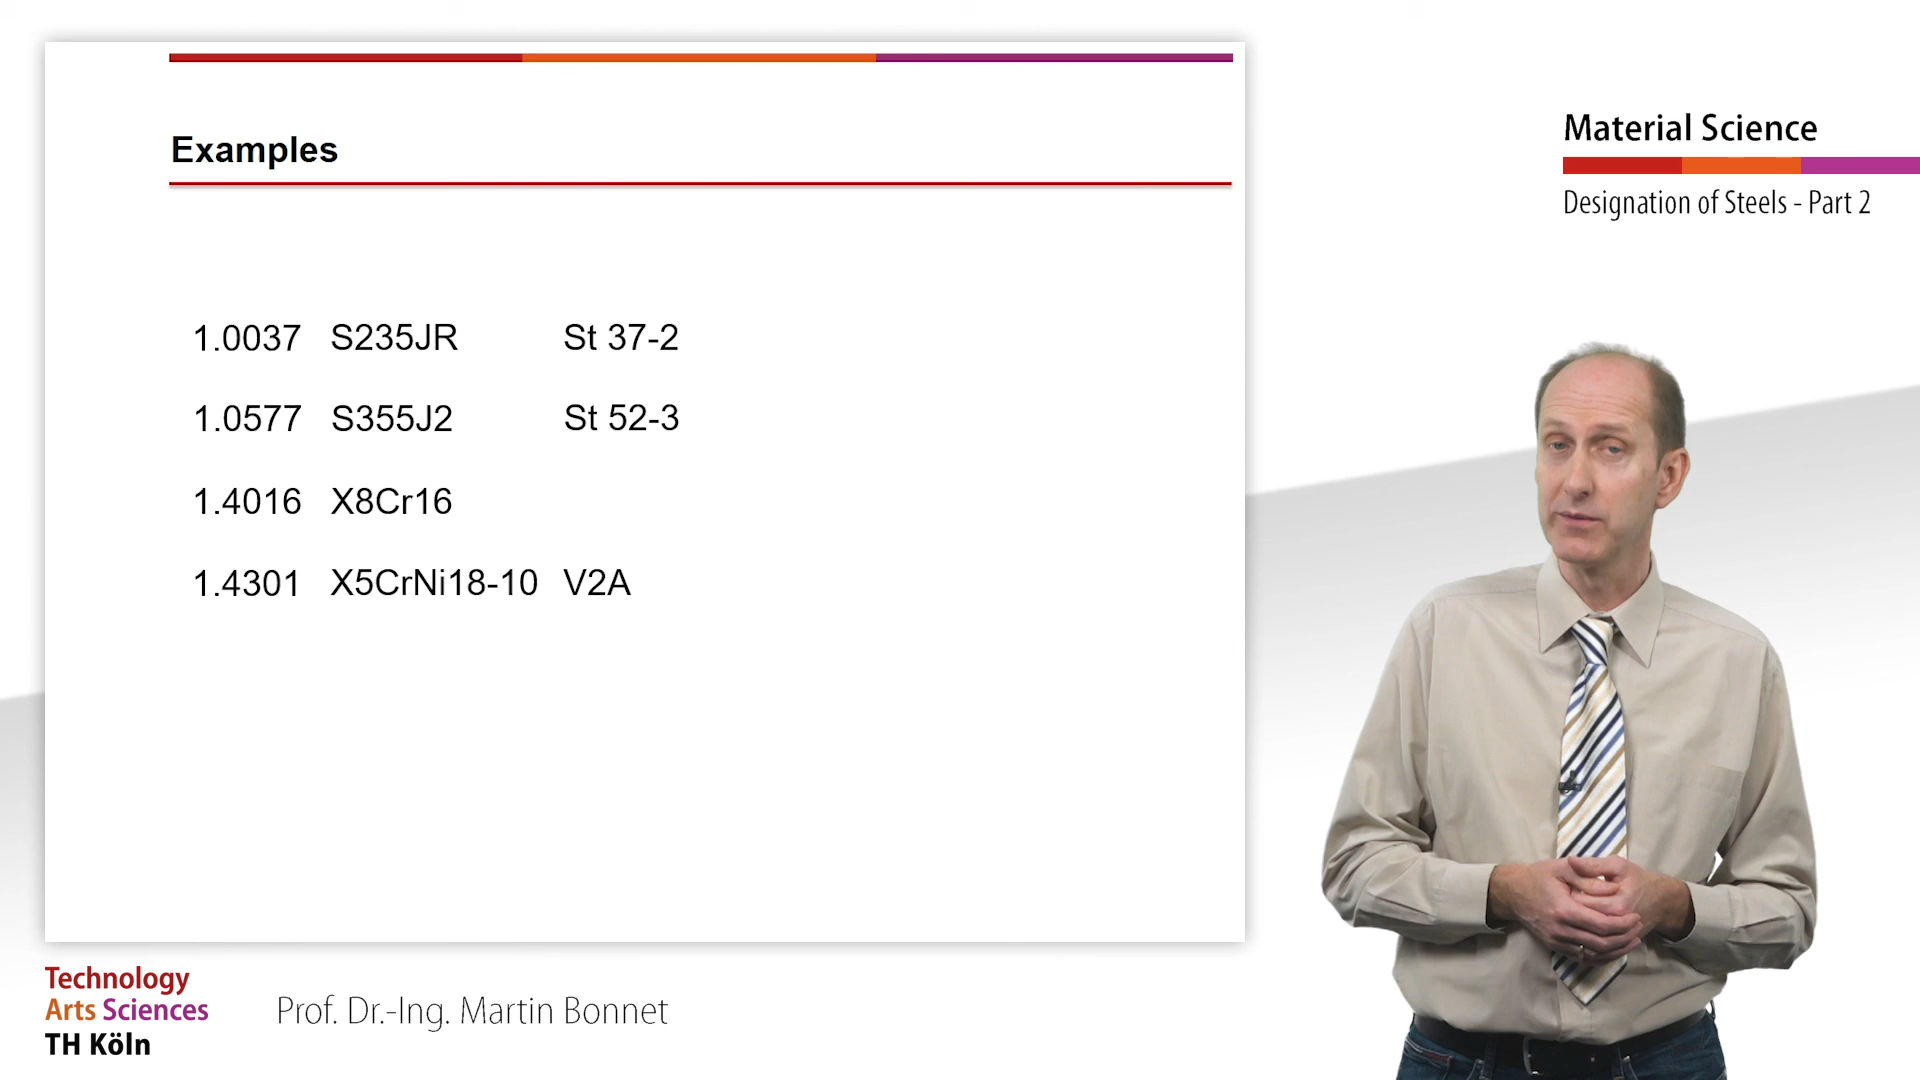 Examples
1.0037 S235JR St 37-2
1.0577 S355J2 St 52-3
1.4016 X8Cr16
1.4301 X5CrNi18-10 V2A
Material Science
Designation of Steels - Part 2
Technology
Arts Sciences
TH Köln
Prof. Dr.-Ing. Martin Bonnet